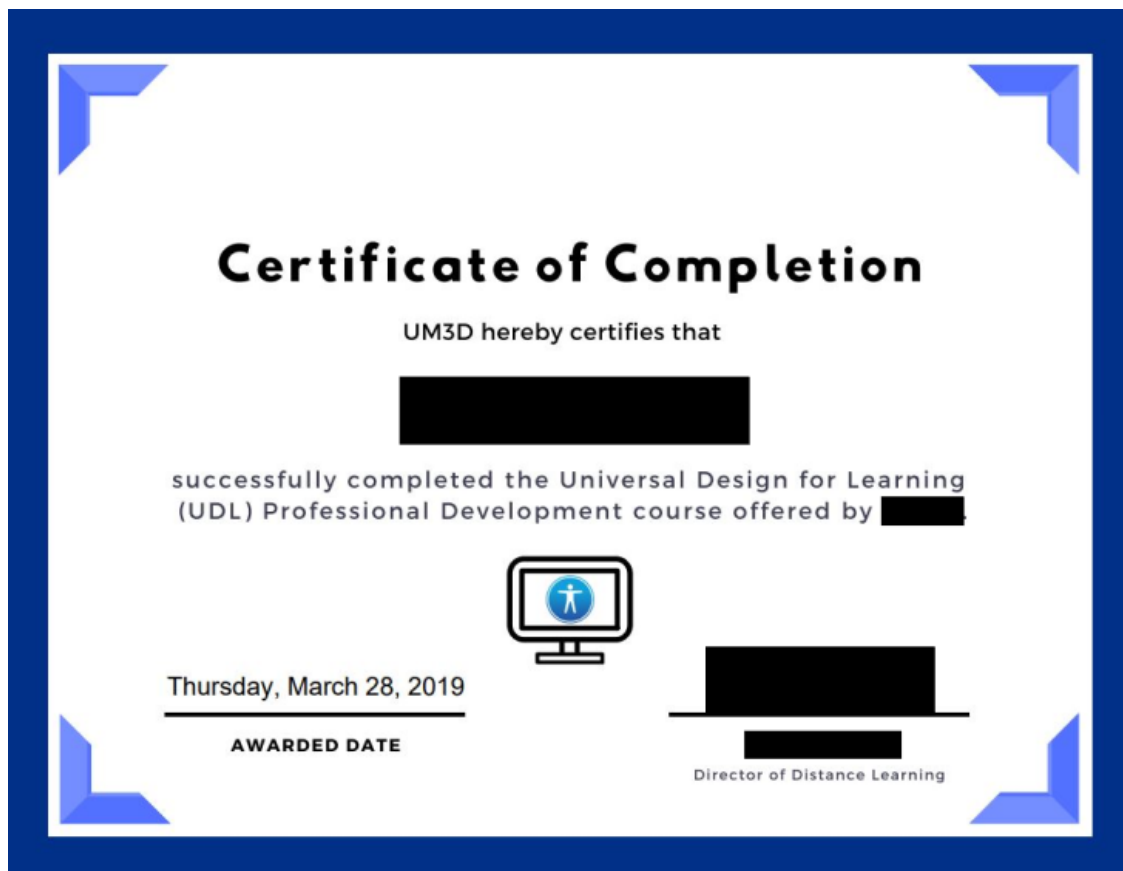 Certificate of Completion
UM3D hereby certifies that
successfully completed the Universal Design for Learning
(UDL) Professional Development course offered by
Thursday, March 28, 2019
AWARDED DATE
Director of Distance Learning